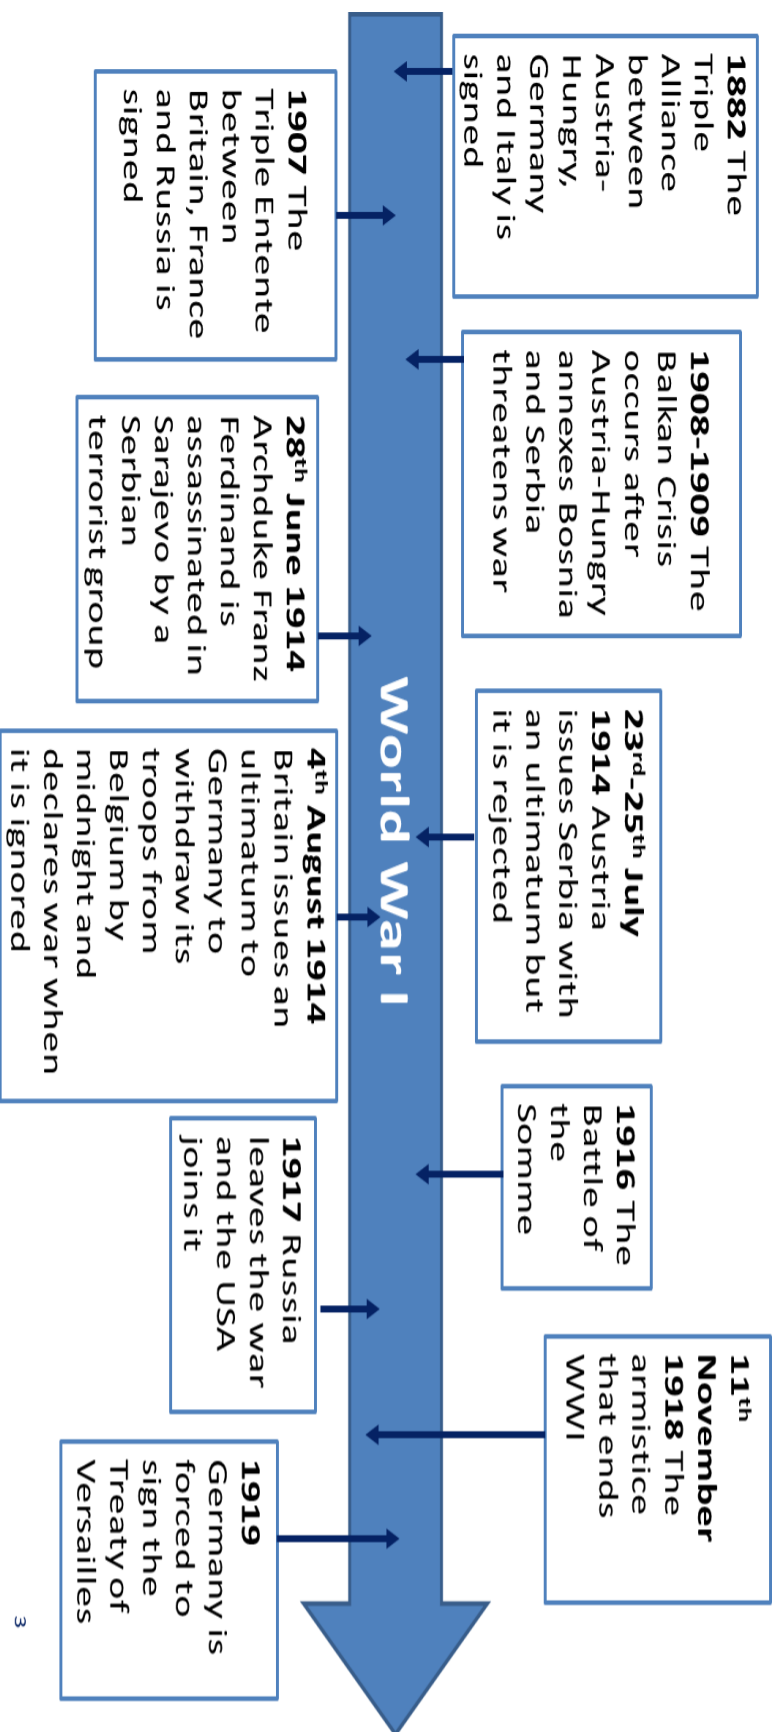 1882 The
Triple
Alliance
between
Austria-
Hungry,
Germany
and Italy is
signed
1907 The
Triple Entente
between
Britain, France
and Russia is
signed
1908-1909 The
Balkan Crisis
occurs after
Austria-Hungry
annexes Bosnia
and Serbia
threatens war
28th June 1914
Archduke Franz
Ferdinand is
assassinated in
Sarajevo by a
Serbian
terrorist group
World War I
23rd-25th July
1914 Austria
issues Serbia with
an ultimatum but
it is rejected
4th August 1914
Britain issues an
ultimatum to
Germany to
withdraw its
troops from
Belgium by
midnight and
declares war when
it is ignored
1916 The
Battle of
the
Somme
1917 Russia
leaves the war
and the USA
joins it
11th
November
1918 The
armistice
that ends
WWI
1919
Germany is
forced to
sign the
Treaty of
Versailles
3